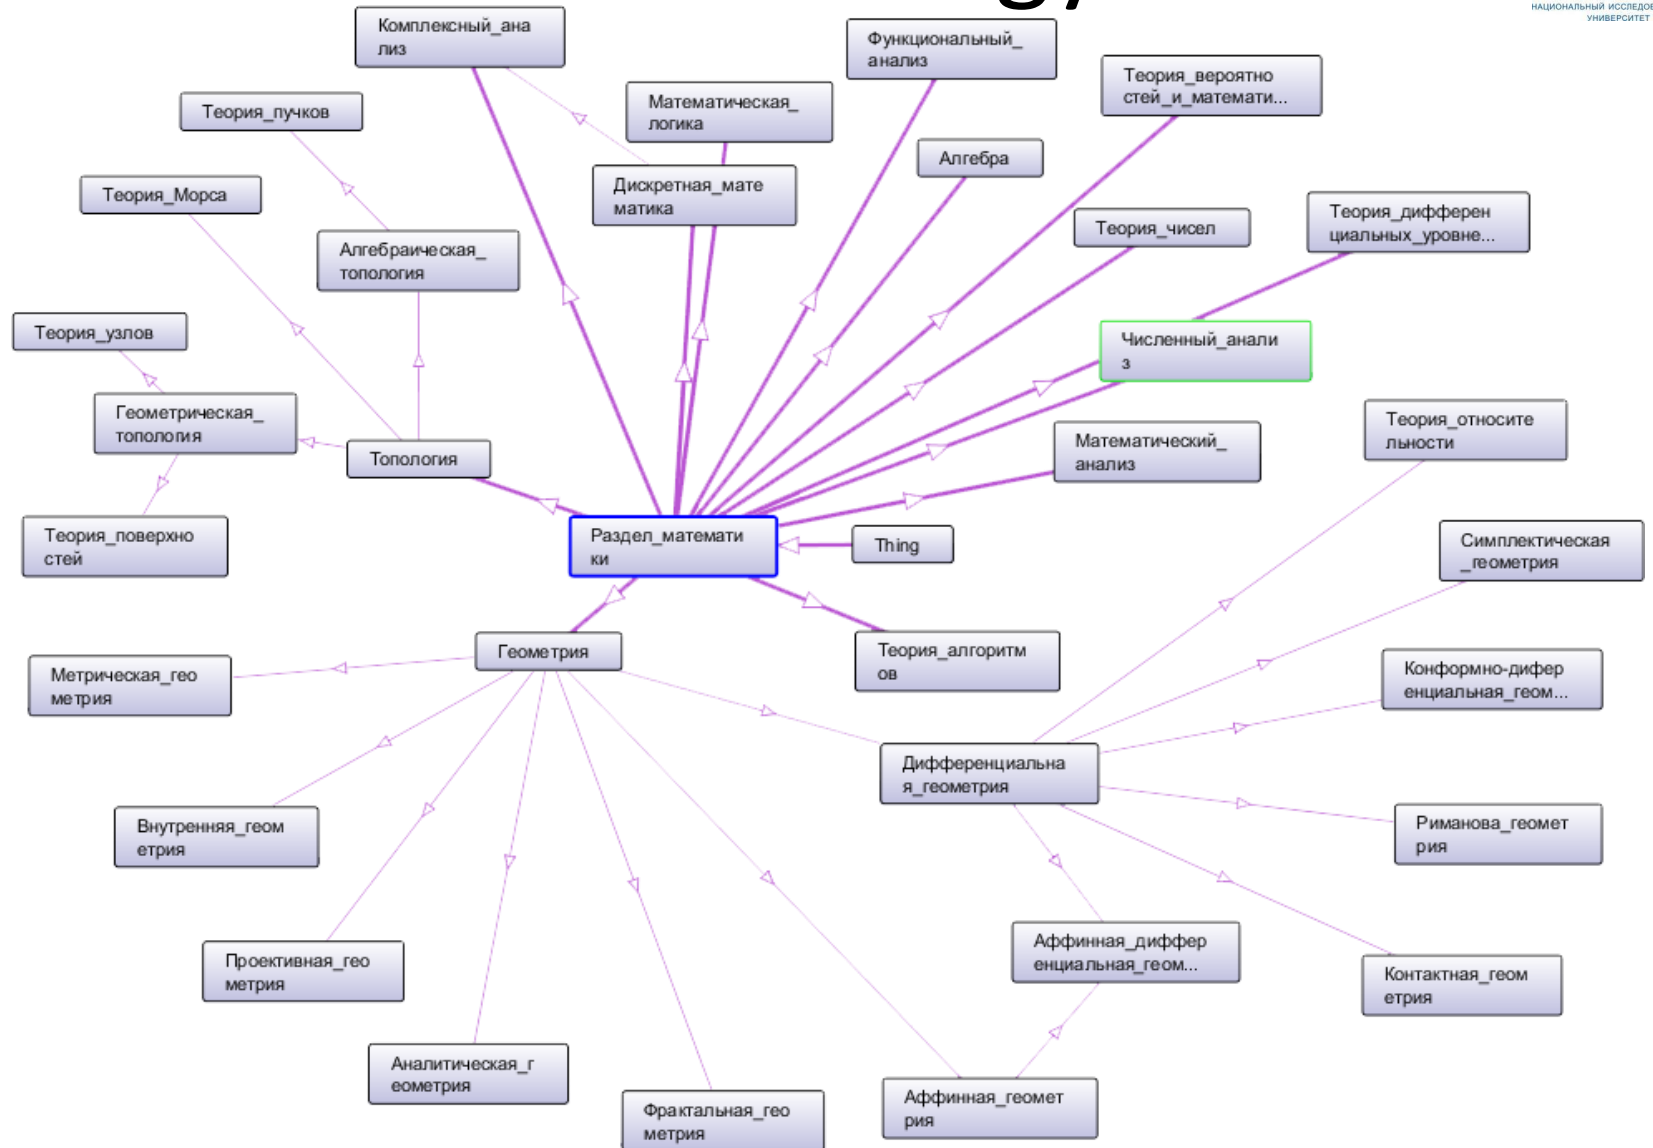 НАЦИОНАЛЬНЫЙ ИССЛЕДОВ
УНИВЕРСИТЕТ
Комплексный_ана
лиз
Функциональный_
анализ
Теория_вероятно
стей_и_математи...
Теория_пучков
Математическая_
логика
Алгебра
Дискретная_мате
матика
Теория_Морса
Теория_чисел
Теория_дифферен
циальных_уровне...
Алгебраическая_
топология
Теория_узлов
Численный_анали
з
Геометрическая_
топология
Топология
Математический_
анализ
Теория_относите
льности
Теория_поверхно
стей
Раздел_математи
ки
Thing
Симплектическая
_геометрия
Геометрия
Теория_алгоритм
ов
Метрическая_гео
метрия
Конформно-дифер
енциальная_геом...
Дифференциальна
я_геометрия
Внутренняя_геом
етрия
Риманова_геомет
рия
Проективная_гео
метрия
Аффинная_диффер
енциальная_геом...
Контактная_геом
етрия
Аналитическая_г
еометрия
Фрактальная_гео
метрия
Аффинная_геомет
рия